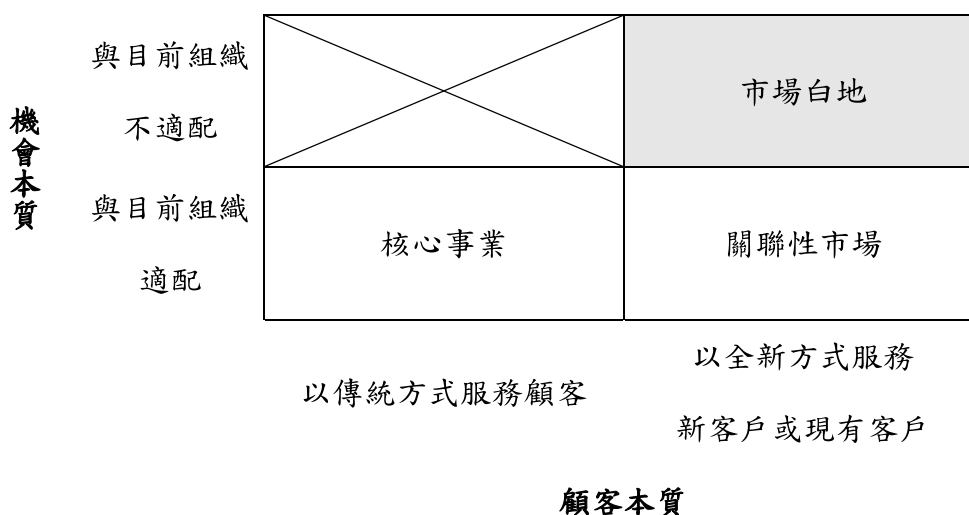 機會本質
與目前組織
不適配
市場白地
與目前組織
適配
核心事業
關聯性市場
以傳統方式服務顧客
以全新方式服務
新客戶或現有客戶
顧客本質